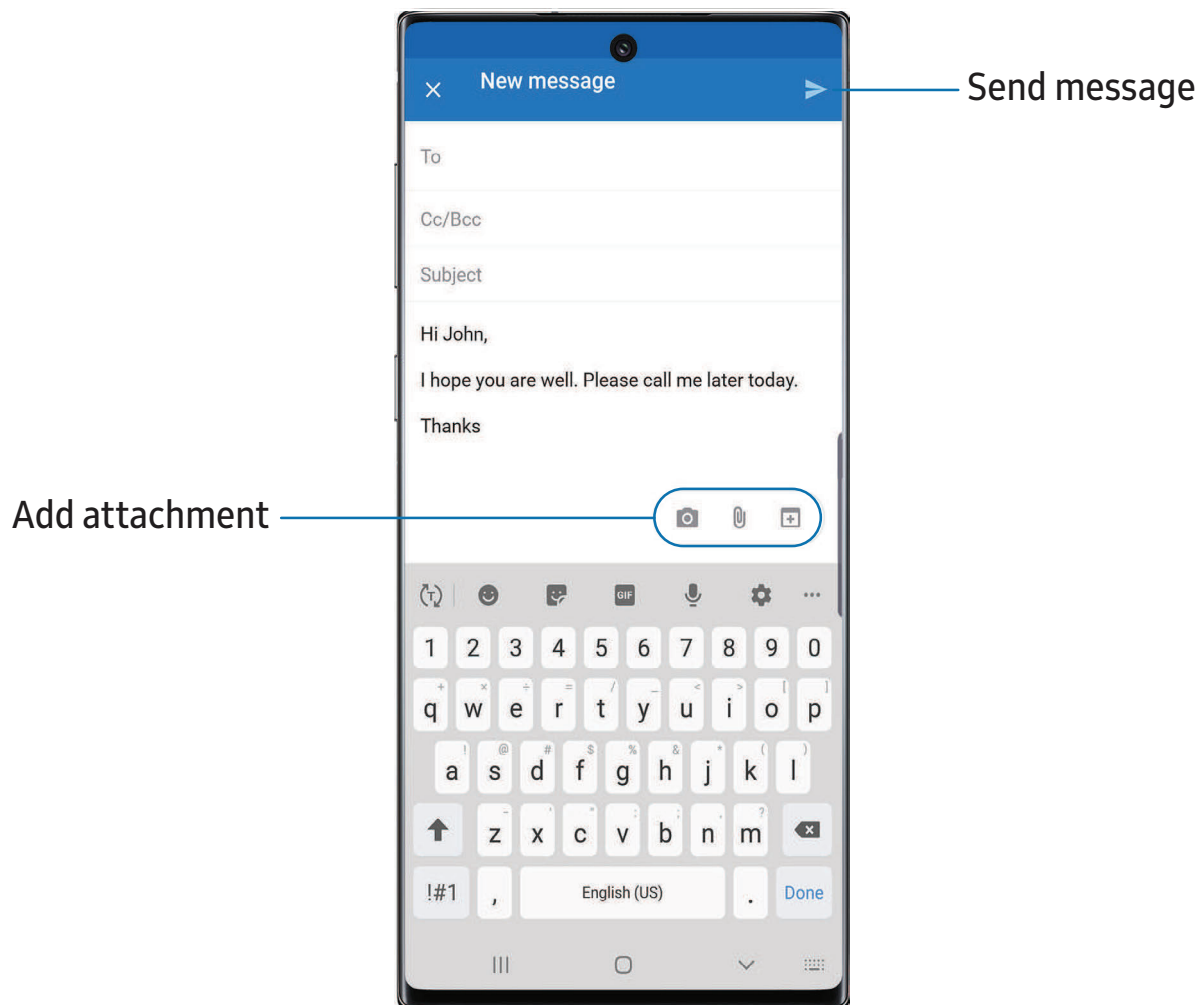 New message
Send message
To
Cc/Bcc
Subject
Hi John,
I hope you are well. Please call me later today.
Thanks
Add attachment
T GIF
1 2 3 4 5 6 7 8 9 0
+ × ÷ = / _ < > [ ]
q w e r t y u i o p
! @ # $ % & * ( )
a s d f g h j k l
- ' " : ; , ?
z x c v b n m
!#1 , English (US) . Done